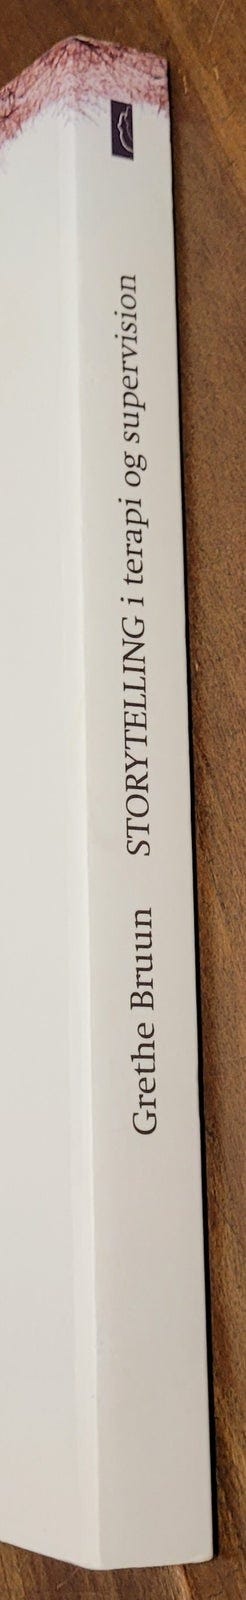 Grethe Bruun STORYTELLING i terapi og supervision